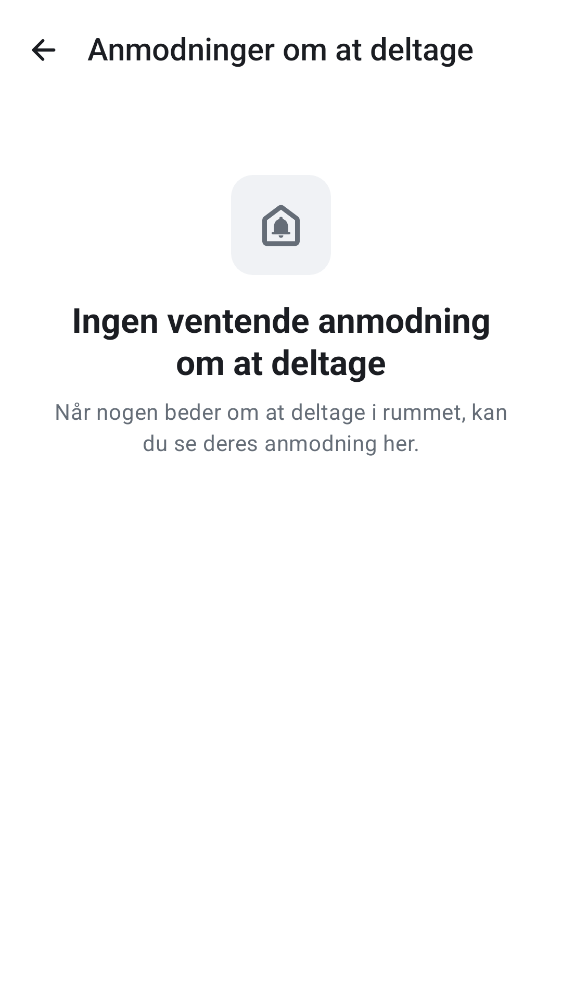 Anmodninger om at deltage
Ingen ventende anmodning
om at deltage
Når nogen beder om at deltage i rummet, kan
du se deres anmodning her.